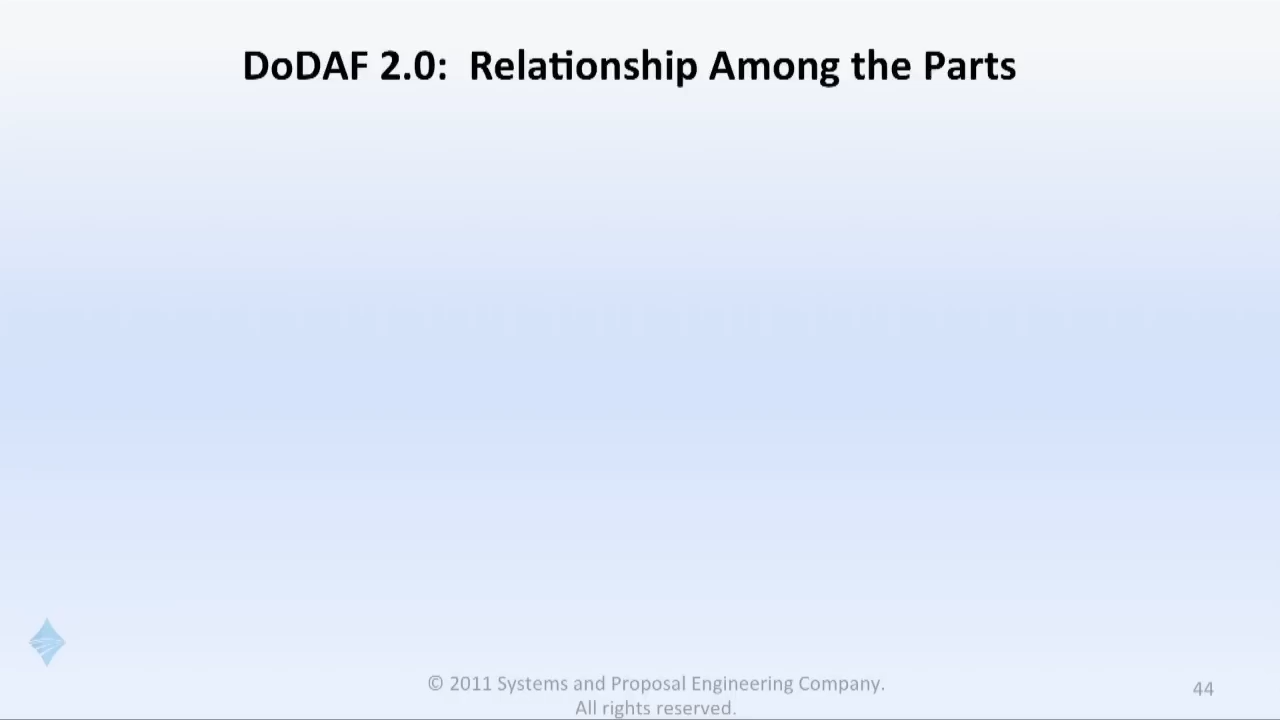 DoDAF 2.0:  Relationship Among the Parts
© 2011 Systems and Proposal Engineering Company.
All rights reserved.
44